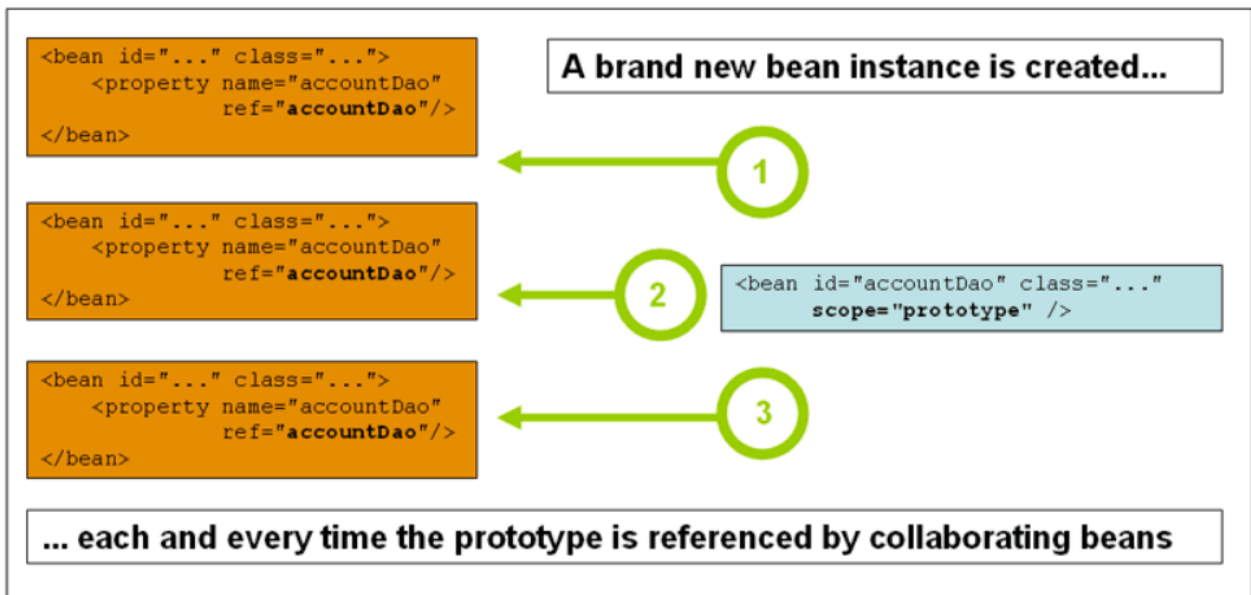 <bean id="..." class="...">
    <property name="accountDao"
              ref="accountDao"/>
</bean>
A brand new bean instance is created...
1
<bean id="..." class="...">
    <property name="accountDao"
              ref="accountDao"/>
</bean>
2
<bean id="accountDao" class="..."
      scope="prototype" />
<bean id="..." class="...">
    <property name="accountDao"
              ref="accountDao"/>
</bean>
3
... each and every time the prototype is referenced by collaborating beans